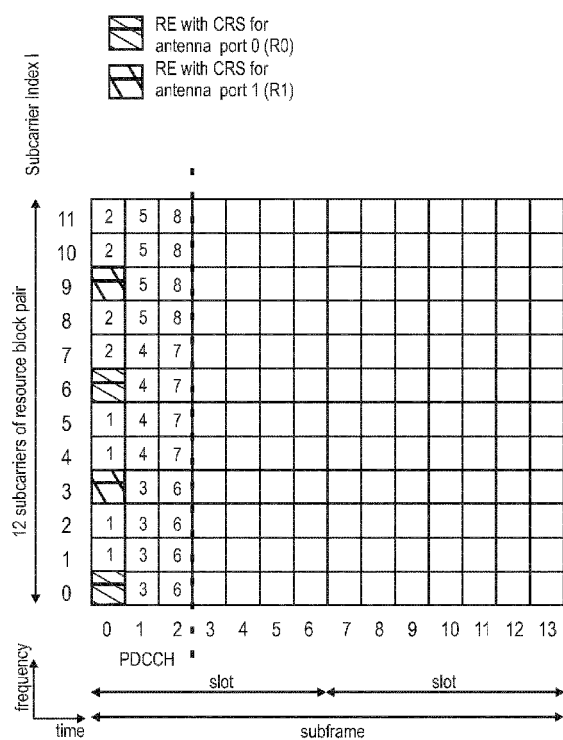 RE with CRS for
antenna port 0 (R0)
RE with CRS for
antenna port 1 (R1)
Subcarrier Index l
12 subcarriers of resource block pair
11 2 5 8
10 2 5 8
9 5 8
8 2 5 8
7 2 4 7
6 4 7
5 1 4 7
4 1 4 7
3 3 6
2 1 3 6
1 1 3 6
0 3 6
0 1 2 3 4 5 6 7 8 9 10 11 12 13
PDCCH
slot slot
frequency
time
subframe